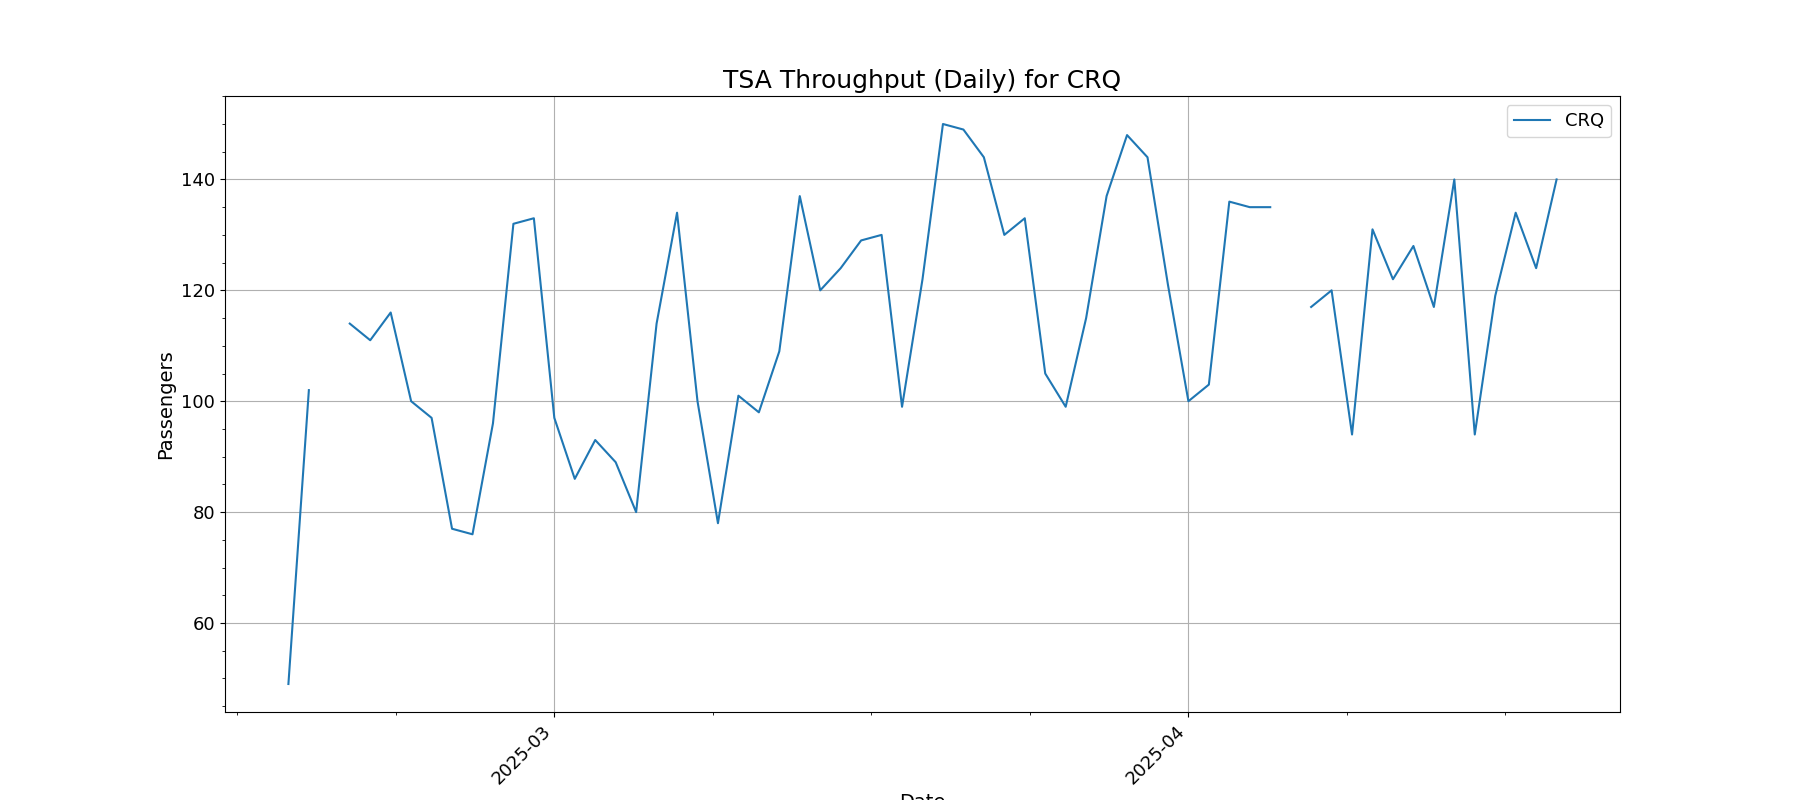 TSA Throughput (Daily) for CRQ
CRQ
140
120
100
80
60
Passengers
2025-03
2025-04
Date